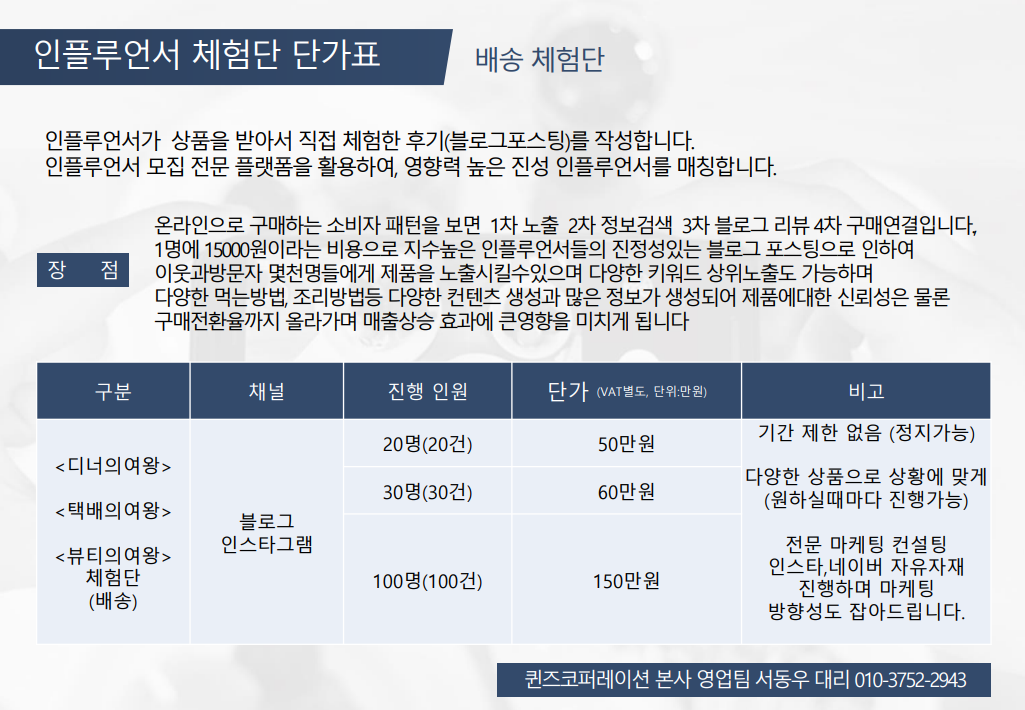 인플루언서 체험단 단가표
배송 체험단
인플루언서가 상품을 받아서 직접 체험한 후기(블로그포스팅)를 작성합니다.
인플루언서 모집 전문 플랫폼을 활용하여, 영향력 높은 진성 인플루언서를 매칭합니다.
장 점
온라인으로 구매하는 소비자 패턴을 보면 1차 노출 2차 정보검색 3차 블로그 리뷰 4차 구매연결입니다,
1명에 15000원이라는 비용으로 지수높은 인플루언서들의 진정성있는 블로그 포스팅으로 인하여
이웃과방문자 몇천명들에게 제품을 노출시킬수있으며 다양한 키워드 상위노출도 가능하며
다양한 먹는방법, 조리방법등 다양한 컨텐츠 생성과 많은 정보가 생성되어 제품에대한 신뢰성은 물론
구매전환율까지 올라가며 매출상승 효과에 큰영향을 미치게 됩니다
구분
채널
진행 인원
단가 (VAT별도, 단위:만원)
비고
<디너의여왕>
<택배의여왕>
<뷰티의여왕>
체험단
(배송)
블로그
인스타그램
20명(20건)
50만원
30명(30건)
60만원
100명(100건)
150만원
기간 제한 없음 (정지가능)
다양한 상품으로 상황에 맞게
(원하실때마다 진행가능)
전문 마케팅 컨설팅
인스타,네이버 자유자재
진행하며 마케팅
방향성도 잡아드립니다.
퀸즈코퍼레이션 본사 영업팀 서동우 대리 010-3752-2943